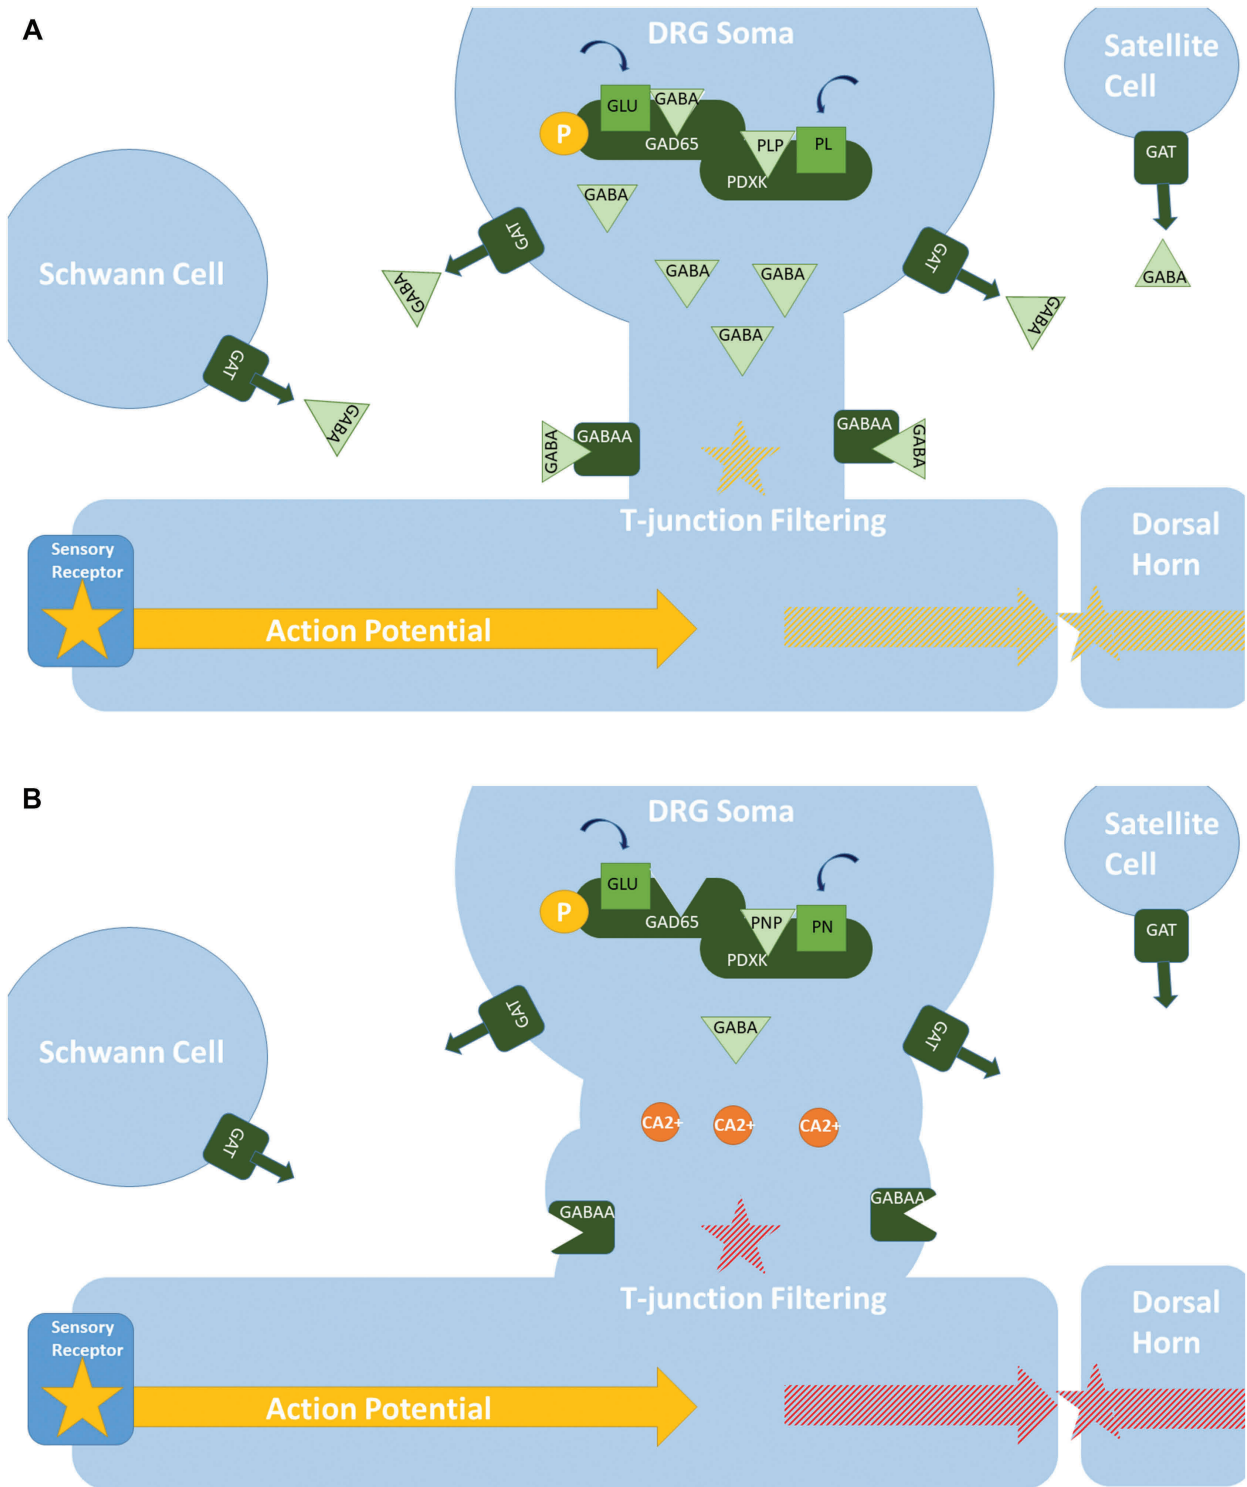 A
DRG Soma
Satellite
Cell
GLU
GABA
P
GAD65
PLP
PL
PDXK
GAT
GABA
GABA
GAT
GAT
Schwann Cell
GABA
GABA
GABA
GABA
GABA
GABA
GAT
GABA
GABA
GABAA
GABAA
GABA
T-junction Filtering
Dorsal
Horn
Sensory
Receptor
Action Potential
B
DRG Soma
Satellite
Cell
GLU
P
GAD65
PNP
PN
PDXK
GAT
GAT
GABA
GAT
Schwann Cell
CA2+
CA2+
CA2+
GAT
GABAA
GABAA
T-junction Filtering
Dorsal
Horn
Sensory
Receptor
Action Potential